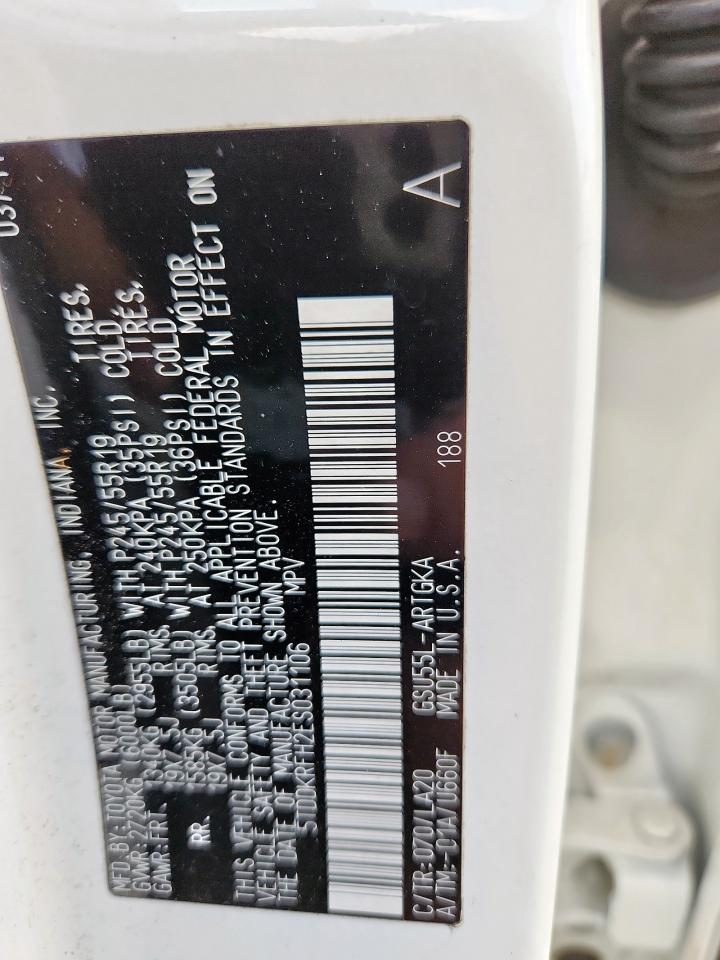 MFD.BY:TOYOTA MOTOR MANUFACTURING, INDIANA, INC.
GVWR: 2720KG (6000LB)
GAWR:FRT. 1340KG (2955LB) WITH P245/55R19 TIRES,
19X7.5J RIMS, AT 240KPA (35PSI) COLD
RR. 1585KG (3505LB) WITH P245/55R19 TIRES,
19X7.5J RIMS, AT 250KPA (36PSI) COLD
THIS VEHICLE CONFORMS TO ALL APPLICABLE FEDERAL MOTOR
VEHICLE SAFETY AND THEFT PREVENTION STANDARDS IN EFFECT ON
THE DATE OF MANUFACTURE SHOWN ABOVE.
5TDDKRFH2ES031106 MPV
C/TR:070/LA20 GSU55L-ARTGKA 188 A
A/TM:-01A/U660F MADE IN U.S.A.